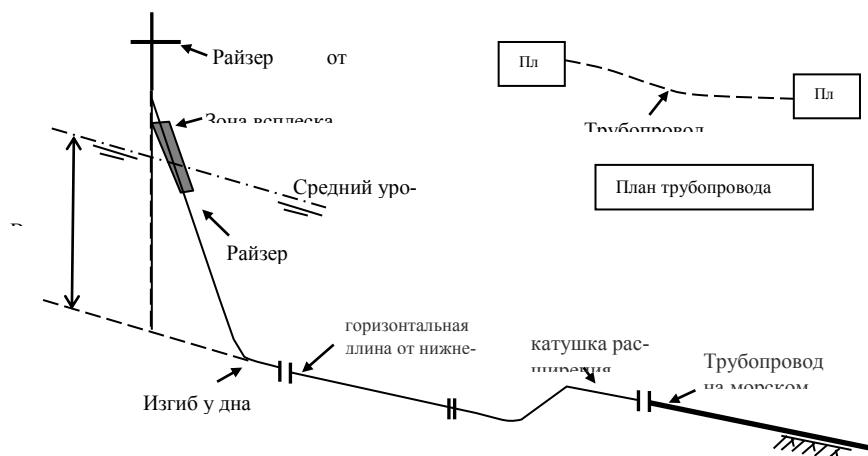 Райзер от
Зона всплеска
Средний уро-
Райзер
Изгиб у дна
горизонтальная
длина от нижне-
катушка рас-
ширения
Трубопровод
на морском
Пл
Пл
Трубопровод
План трубопровода